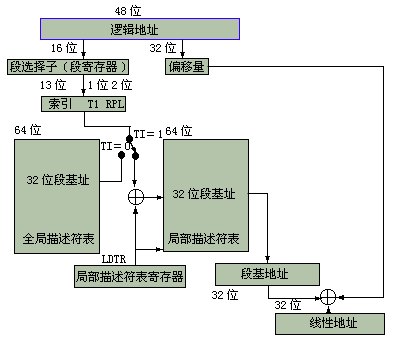 48 位
逻辑地址
16 位
32 位
段选择子（段寄存器）
偏移量
13 位
1 位 2 位
索引 T1 RPL
TI= 1
64 位
TI= 0
64 位
32 位段基址
32 位段基址
全局描述符表
局部描述符表
LDTR
局部描述符表寄存器
段基地址
32 位
32 位
线性地址